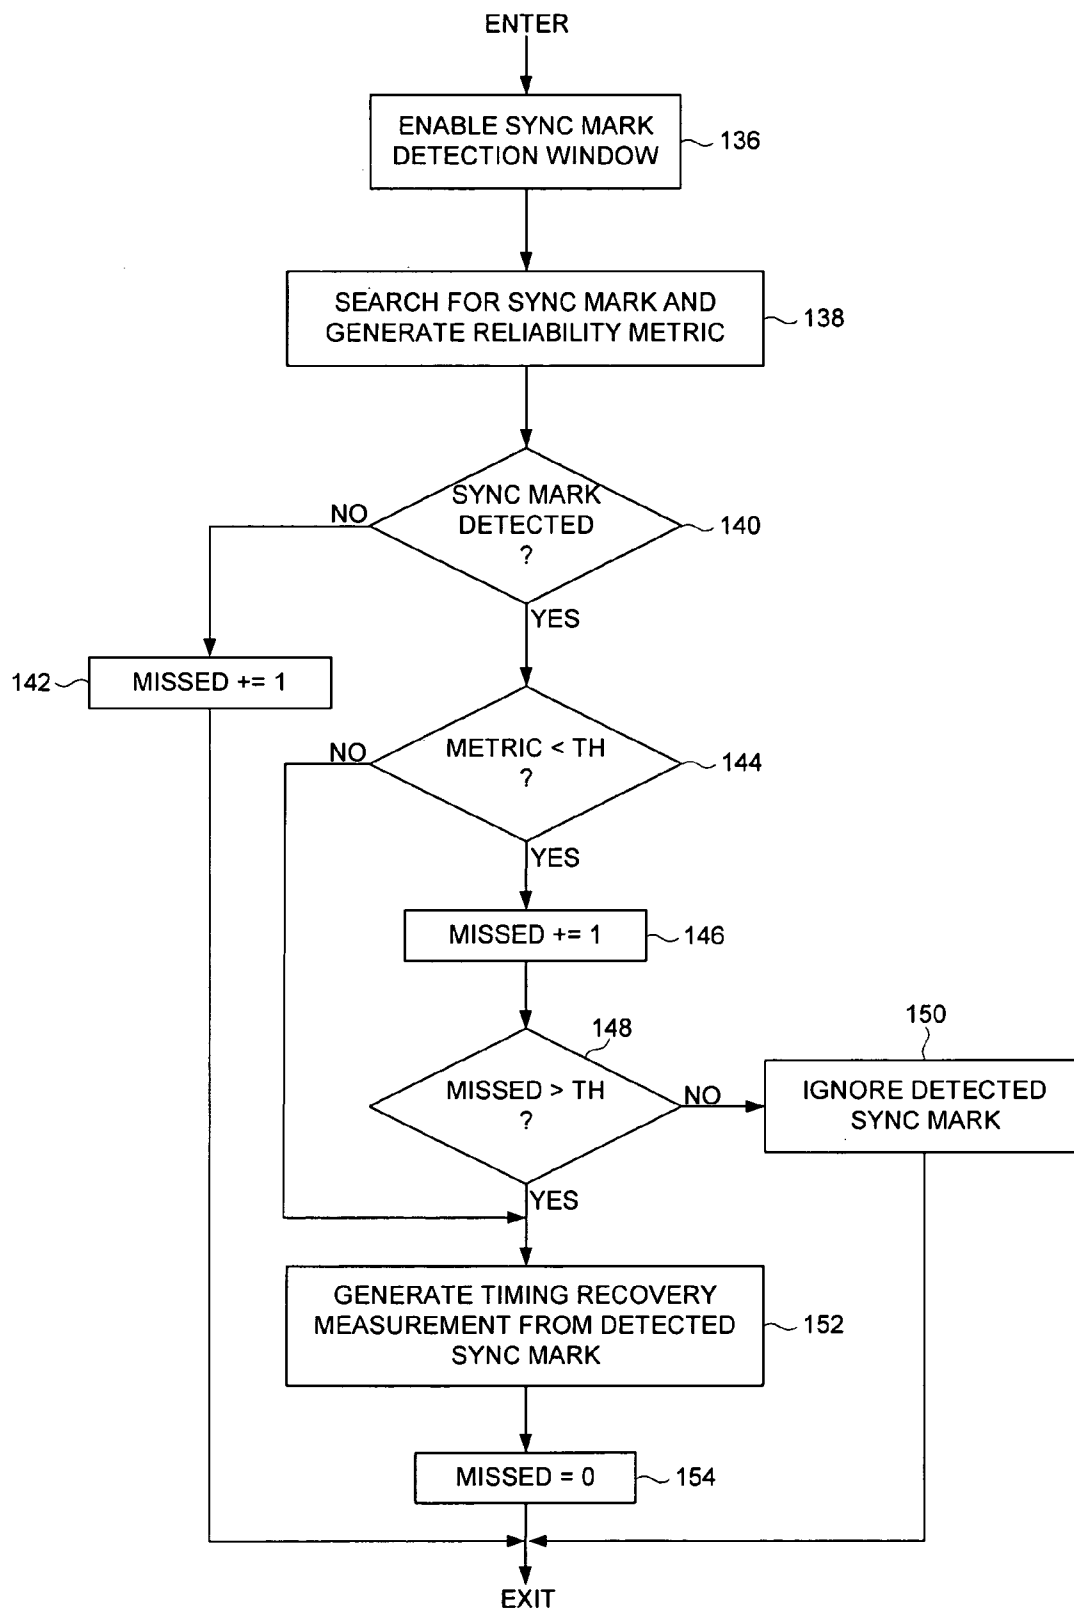 ENTER
ENABLE SYNC MARK
DETECTION WINDOW
136
SEARCH FOR SYNC MARK AND
GENERATE RELIABILITY METRIC
138
SYNC MARK
DETECTED
?
NO
140
YES
142
MISSED += 1
METRIC < TH
?
NO
144
YES
MISSED += 1
146
148
150
MISSED > TH
?
NO
IGNORE DETECTED
SYNC MARK
YES
GENERATE TIMING RECOVERY
MEASUREMENT FROM DETECTED
SYNC MARK
152
MISSED = 0
154
EXIT